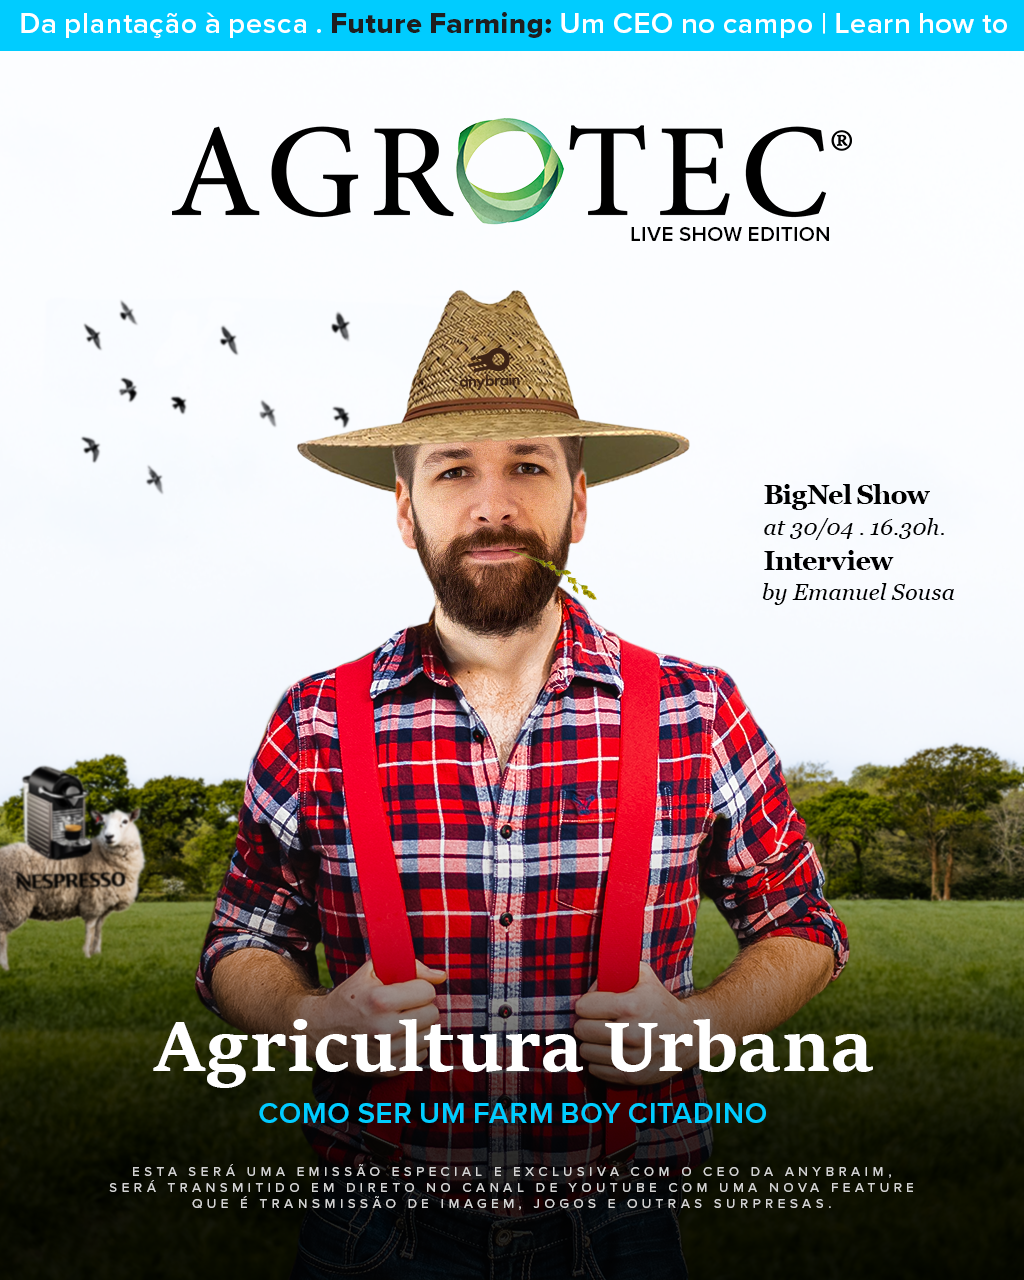 Da plantação à pesca . Future Farming: Um CEO no campo | Learn how to
AGROTEC®
LIVE SHOW EDITION
anybrain
BigNel Show
at 30/04 . 16.30h.
Interview
by Emanuel Sousa
NESPRESSO
Agricultura Urbana
COMO SER UM FARM BOY CITADINO
ESTA SERÁ UMA EMISSÃO ESPECIAL E EXCLUSIVA COM O CEO DA ANYBRAIM,
SERÁ TRANSMITIDO EM DIRETO NO CANAL DE YOUTUBE COM UMA NOVA FEATURE
QUE É TRANSMISSÃO DE IMAGEM, JOGOS E OUTRAS SURPRESAS.